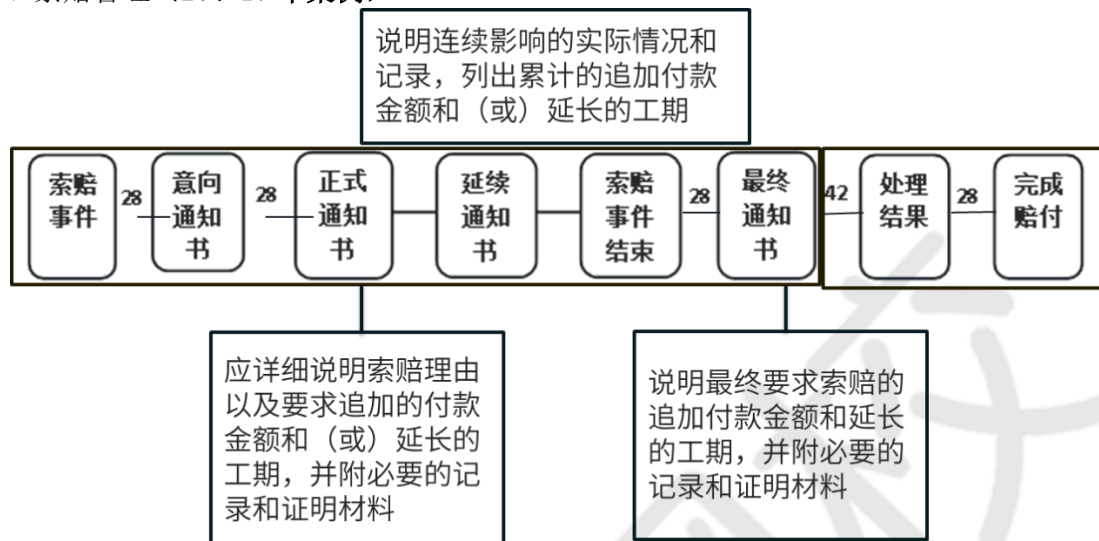 说明连续影响的实际情况和
记录，列出累计的追加付款
金额和（或）延长的工期
索赔
事件
28
意向
通知
书
28
正式
通知
书
延续
通知
书
索赔
事件
结束
28
最终
通知
书
42
处理
结果
28
完成
赔付
应详细说明索赔理由
以及要求追加的付款
金额和（或）延长的
工期，并附必要的记
录和证明材料
说明最终要求索赔的
追加付款金额和延长
的工期，并附必要的
记录和证明材料